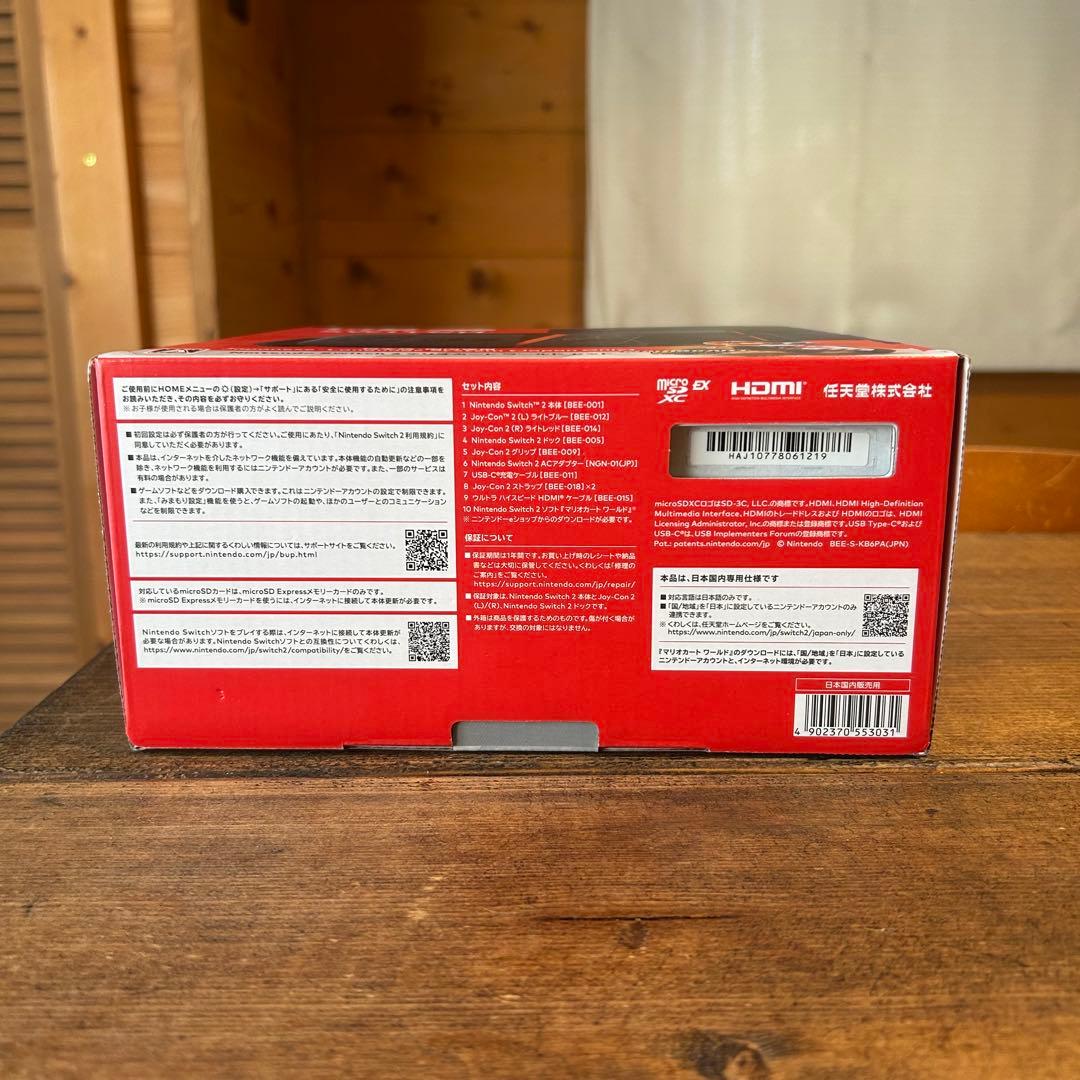 ご使用前にHOMEメニューの(設定)→「サポート」にある「安全に使用するために」の注意事項を
お読みいただき、その内容を必ずお守りください。
※お子様が使用される場合は保護者の方がよく読んでご説明ください。
■初回設定は必ず保護者の方が行ってください。ご使用にあたり、「Nintendo Switch 2 利用規約」に
同意していただく必要があります。
■本品は、インターネットを介したネットワーク機能を備えています。本体機能の自動更新などの一部を
除き、ネットワーク機能を利用するにはニンテンドーアカウントが必要です。また、一部のサービスは
有料の場合があります。
■ゲームソフトなどをダウンロード購入できます。これはニンテンドーアカウントの設定で制限できます。
また、「みまもり設定」機能を使うと、ゲームソフトの起動や、ほかのユーザーとのコミュニケーション
などを制限できます。
最新の利用規約や上記に関するくわしい情報については、サポートサイトをご覧ください。
https://support.nintendo.com/jp/bup.html
対応しているmicroSDカードは、microSD Expressメモリーカードのみです。
※ microSD Expressメモリーカードを使うには、インターネットに接続して本体更新が必要です。
Nintendo Switchソフトをプレイする際は、インターネットに接続して本体更新が
必要な場合があります。Nintendo Switchソフトとの互換性についてくわしくは、
https://www.nintendo.com/jp/switch2/compatibility/をご覧ください。
セット内容
1 Nintendo Switch™ 2 本体 [BEE-001]
2 Joy-Con™ 2 (L) ライトブルー [BEE-012]
3 Joy-Con 2 (R) ライトレッド [BEE-014]
4 Nintendo Switch 2 ドック [BEE-005]
5 Joy-Con 2 グリップ [BEE-009]
6 Nintendo Switch 2 ACアダプター [NGN-01(JP)]
7 USB-C®充電ケーブル [BEE-011]
8 Joy-Con 2 ストラップ [BEE-018]×2
9 ウルトラ ハイスピード HDMI® ケーブル [BEE-015]
10 Nintendo Switch 2 ソフト『マリオカート ワールド』※
※ ニンテンドーeショップからのダウンロードが必要です。
保証について
■保証期間は1年間です。お買い上げ時のレシートや納品
書などは大切に保管してください。くわしくは「修理の
ご案内」をご覧ください。
https://support.nintendo.com/jp/repair/
■保証対象は、Nintendo Switch 2 本体とJoy-Con 2
(L)/(R)、Nintendo Switch 2 ドックです。
■外箱は商品を保護するためのものです。傷が付く場合が
ありますが、交換の対象にはなりません。
micro SD XC EX HDMI 任天堂株式会社
HIGH-DEFINITION MULTIMEDIA INTERFACE
HAJ10778061219
microSDXCロゴはSD-3C, LLC.の商標です。HDMI、HDMI High-Definition
Multimedia Interface、HDMIのトレードドレスおよび HDMIのロゴは、HDMI
Licensing Administrator, Inc.の商標または登録商標です。USB Type-C®および
USB-C®は、USB Implementers Forumの登録商標です。
Pat.: patents.nintendo.com/jp © Nintendo BEE-S-KB6PA(JPN)
本品は、日本国内専用仕様です
■対応言語は日本語のみです。
■「国/地域」を「日本」に設定しているニンテンドーアカウントのみ
連携できます。
※ くわしくは、任天堂ホームページをご覧ください。
https://www.nintendo.com/jp/switch2/japan-only/
『マリオカート ワールド』のダウンロードには、「国/地域」を「日本」に設定している
ニンテンドーアカウントと、インターネット環境が必要です。
日本国内販売用
4 902370 553031